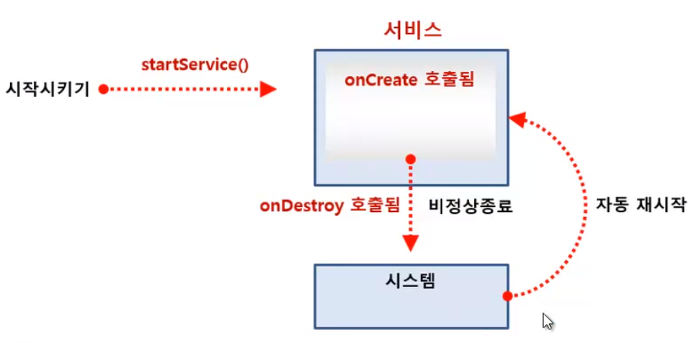 서비스
startService()
시작시키기
onCreate 호출됨
onDestroy 호출됨
비정상종료
자동 재시작
시스템